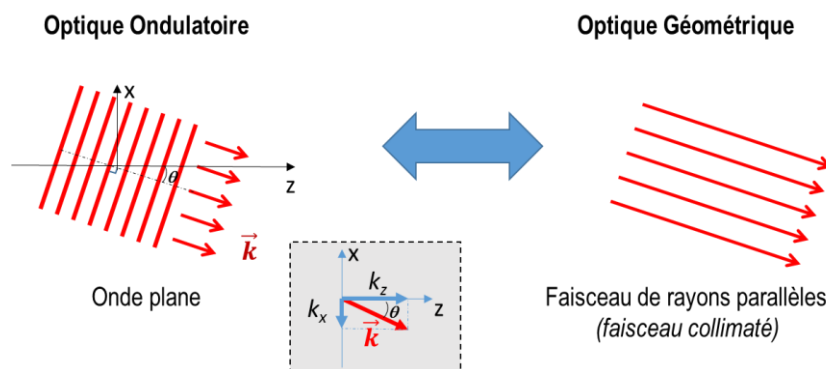 Optique Ondulatoire
Optique Géométrique
x
z
θ
k
Onde plane
x
k_z
k_x
θ
z
k
Faisceau de rayons parallèles
(faisceau collimaté)